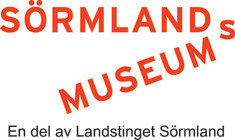 SÖRMLANDS
MUSEUM
En del av Landstinget Sörmland